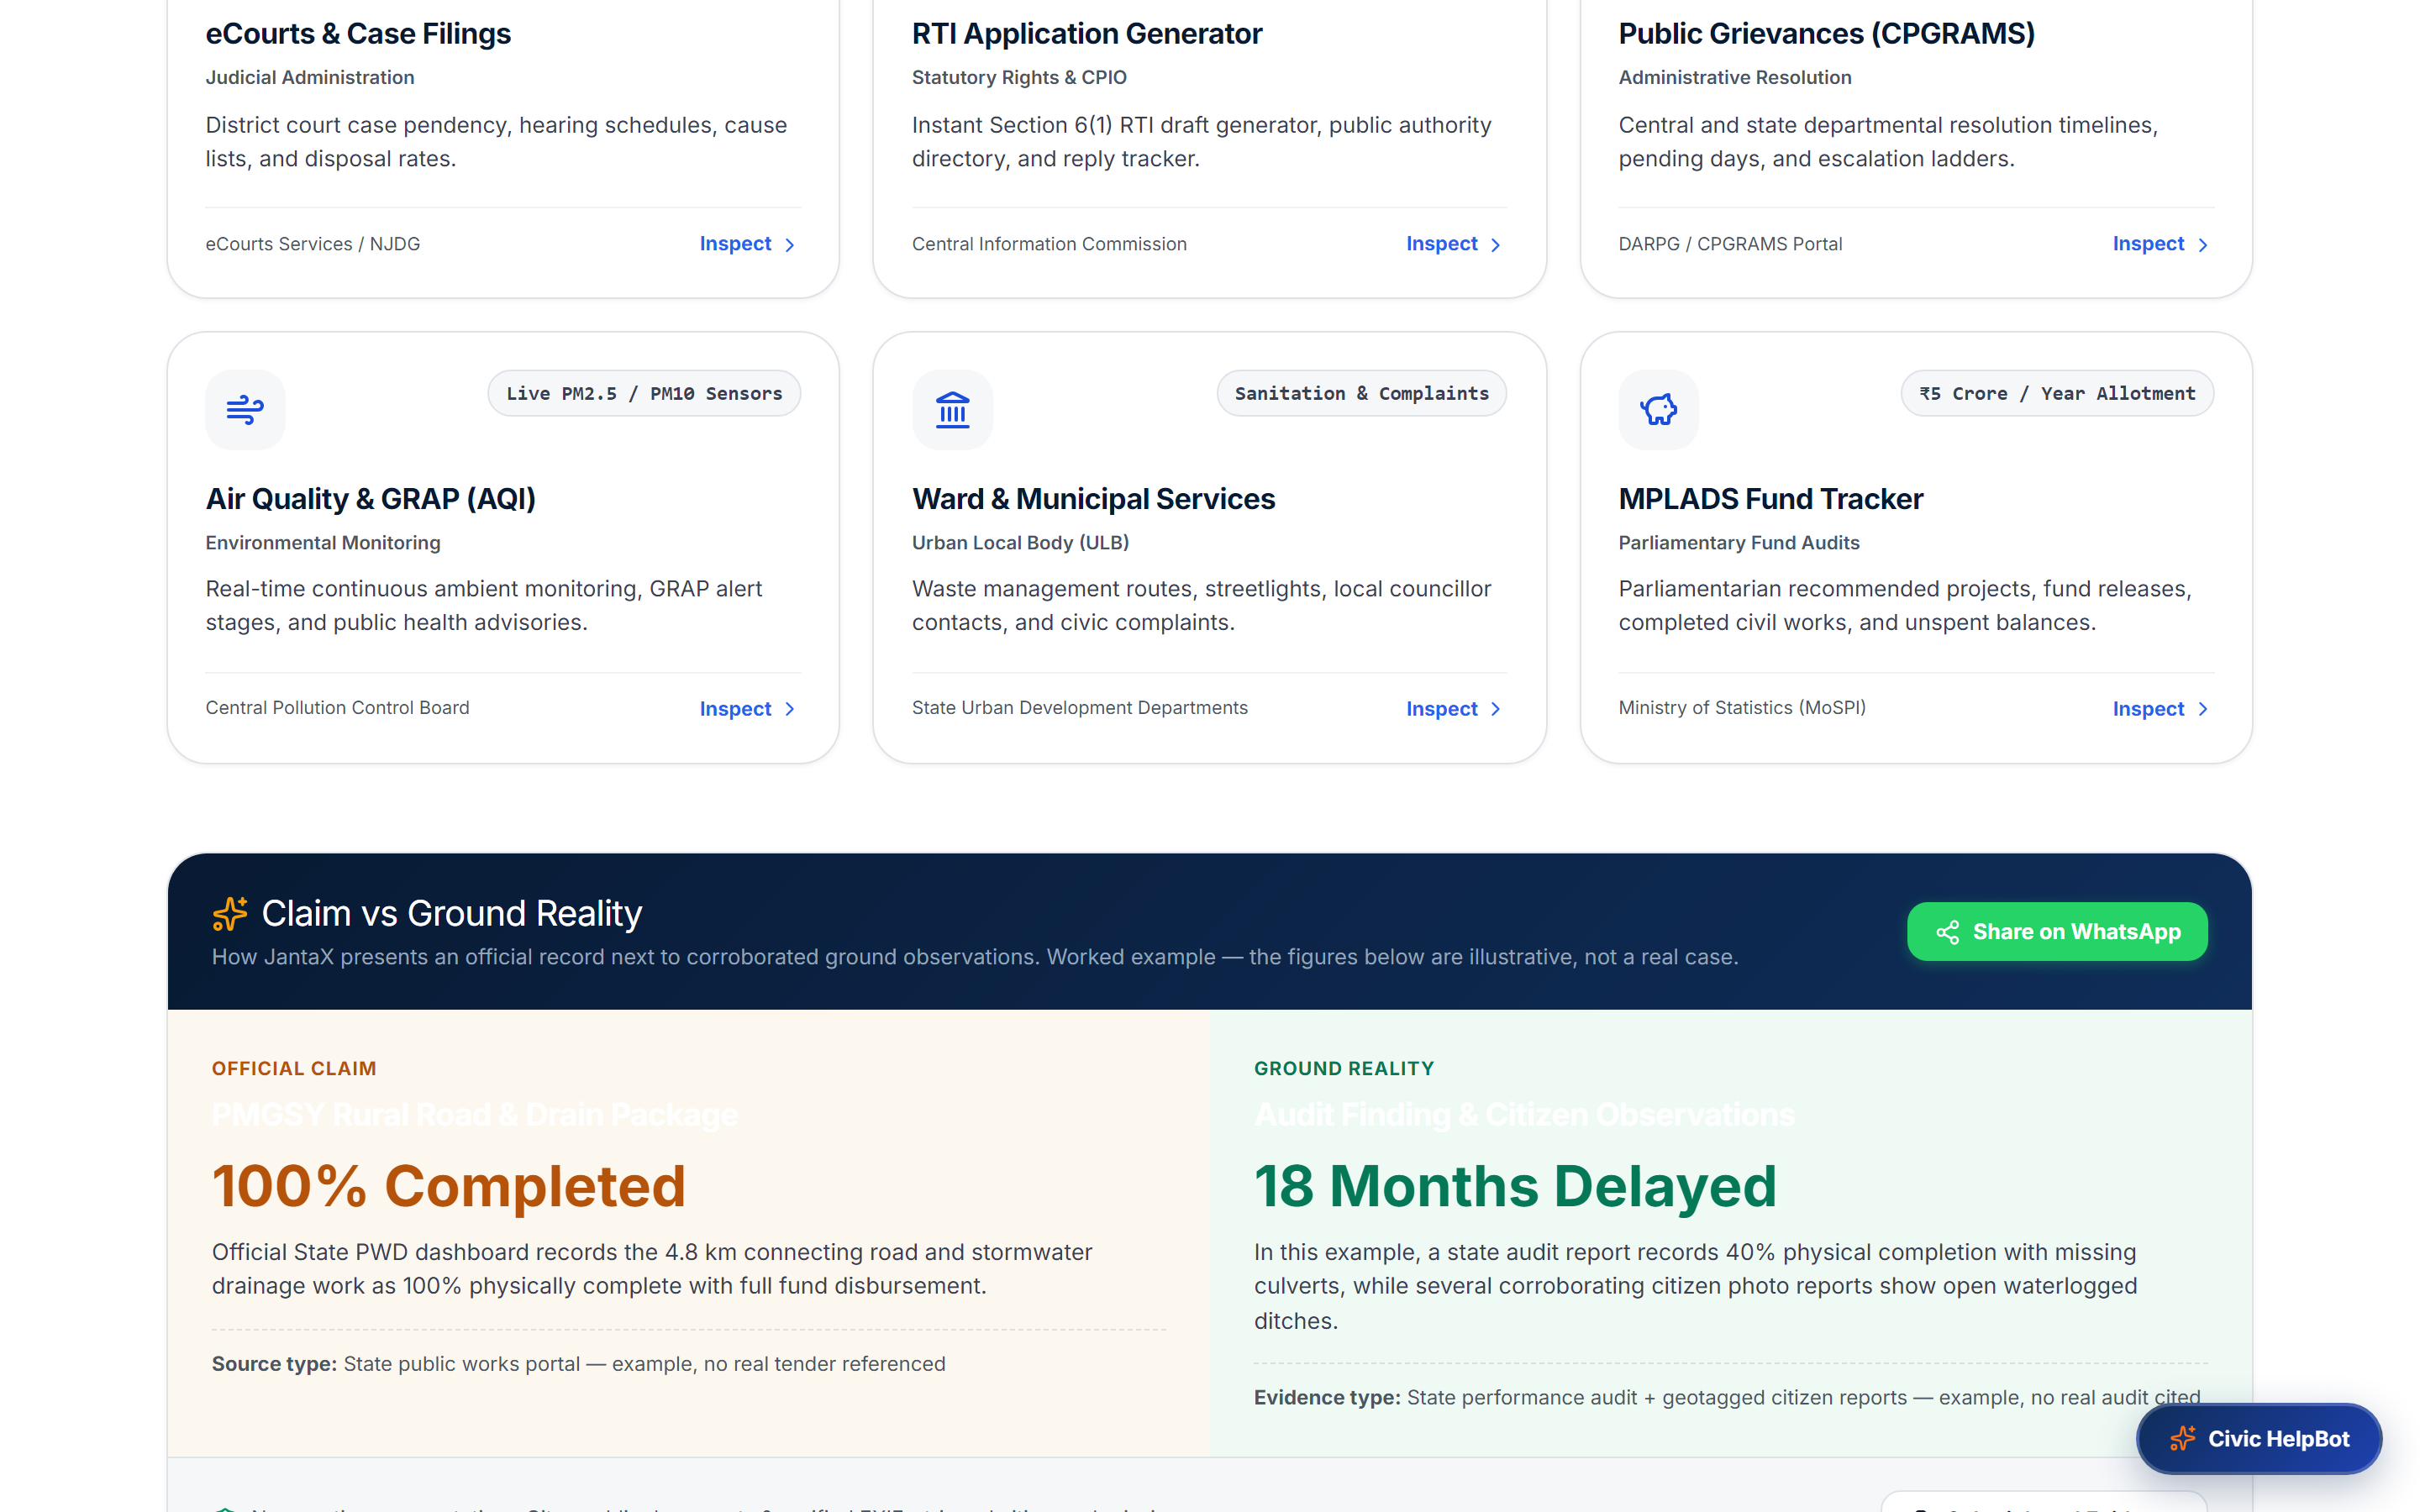 eCourts & Case Filings
Judicial Administration
District court case pendency, hearing schedules, cause
lists, and disposal rates.
eCourts Services / NJDG
Inspect
RTI Application Generator
Statutory Rights & CPIO
Instant Section 6(1) RTI draft generator, public authority
directory, and reply tracker.
Central Information Commission
Inspect
Public Grievances (CPGRAMS)
Administrative Resolution
Central and state departmental resolution timelines,
pending days, and escalation ladders.
DARPG / CPGRAMS Portal
Inspect
Live PM2.5 / PM10 Sensors
Air Quality & GRAP (AQI)
Environmental Monitoring
Real-time continuous ambient monitoring, GRAP alert
stages, and public health advisories.
Central Pollution Control Board
Inspect
Sanitation & Complaints
Ward & Municipal Services
Urban Local Body (ULB)
Waste management routes, streetlights, local councillor
contacts, and civic complaints.
State Urban Development Departments
Inspect
₹5 Crore / Year Allotment
MPLADS Fund Tracker
Parliamentary Fund Audits
Parliamentarian recommended projects, fund releases,
completed civil works, and unspent balances.
Ministry of Statistics (MoSPI)
Inspect
Claim vs Ground Reality
How JantaX presents an official record next to corroborated ground observations. Worked example — the figures below are illustrative, not a real case.
Share on WhatsApp
OFFICIAL CLAIM
PMGSY Rural Road & Drain Package
100% Completed
Official State PWD dashboard records the 4.8 km connecting road and stormwater
drainage work as 100% physically complete with full fund disbursement.
Source type: State public works portal — example, no real tender referenced
GROUND REALITY
Audit Finding & Citizen Observations
18 Months Delayed
In this example, a state audit report records 40% physical completion with missing
culverts, while several corroborating citizen photo reports show open waterlogged
ditches.
Evidence type: State performance audit + geotagged citizen reports — example, no real audit cited
Civic HelpBot